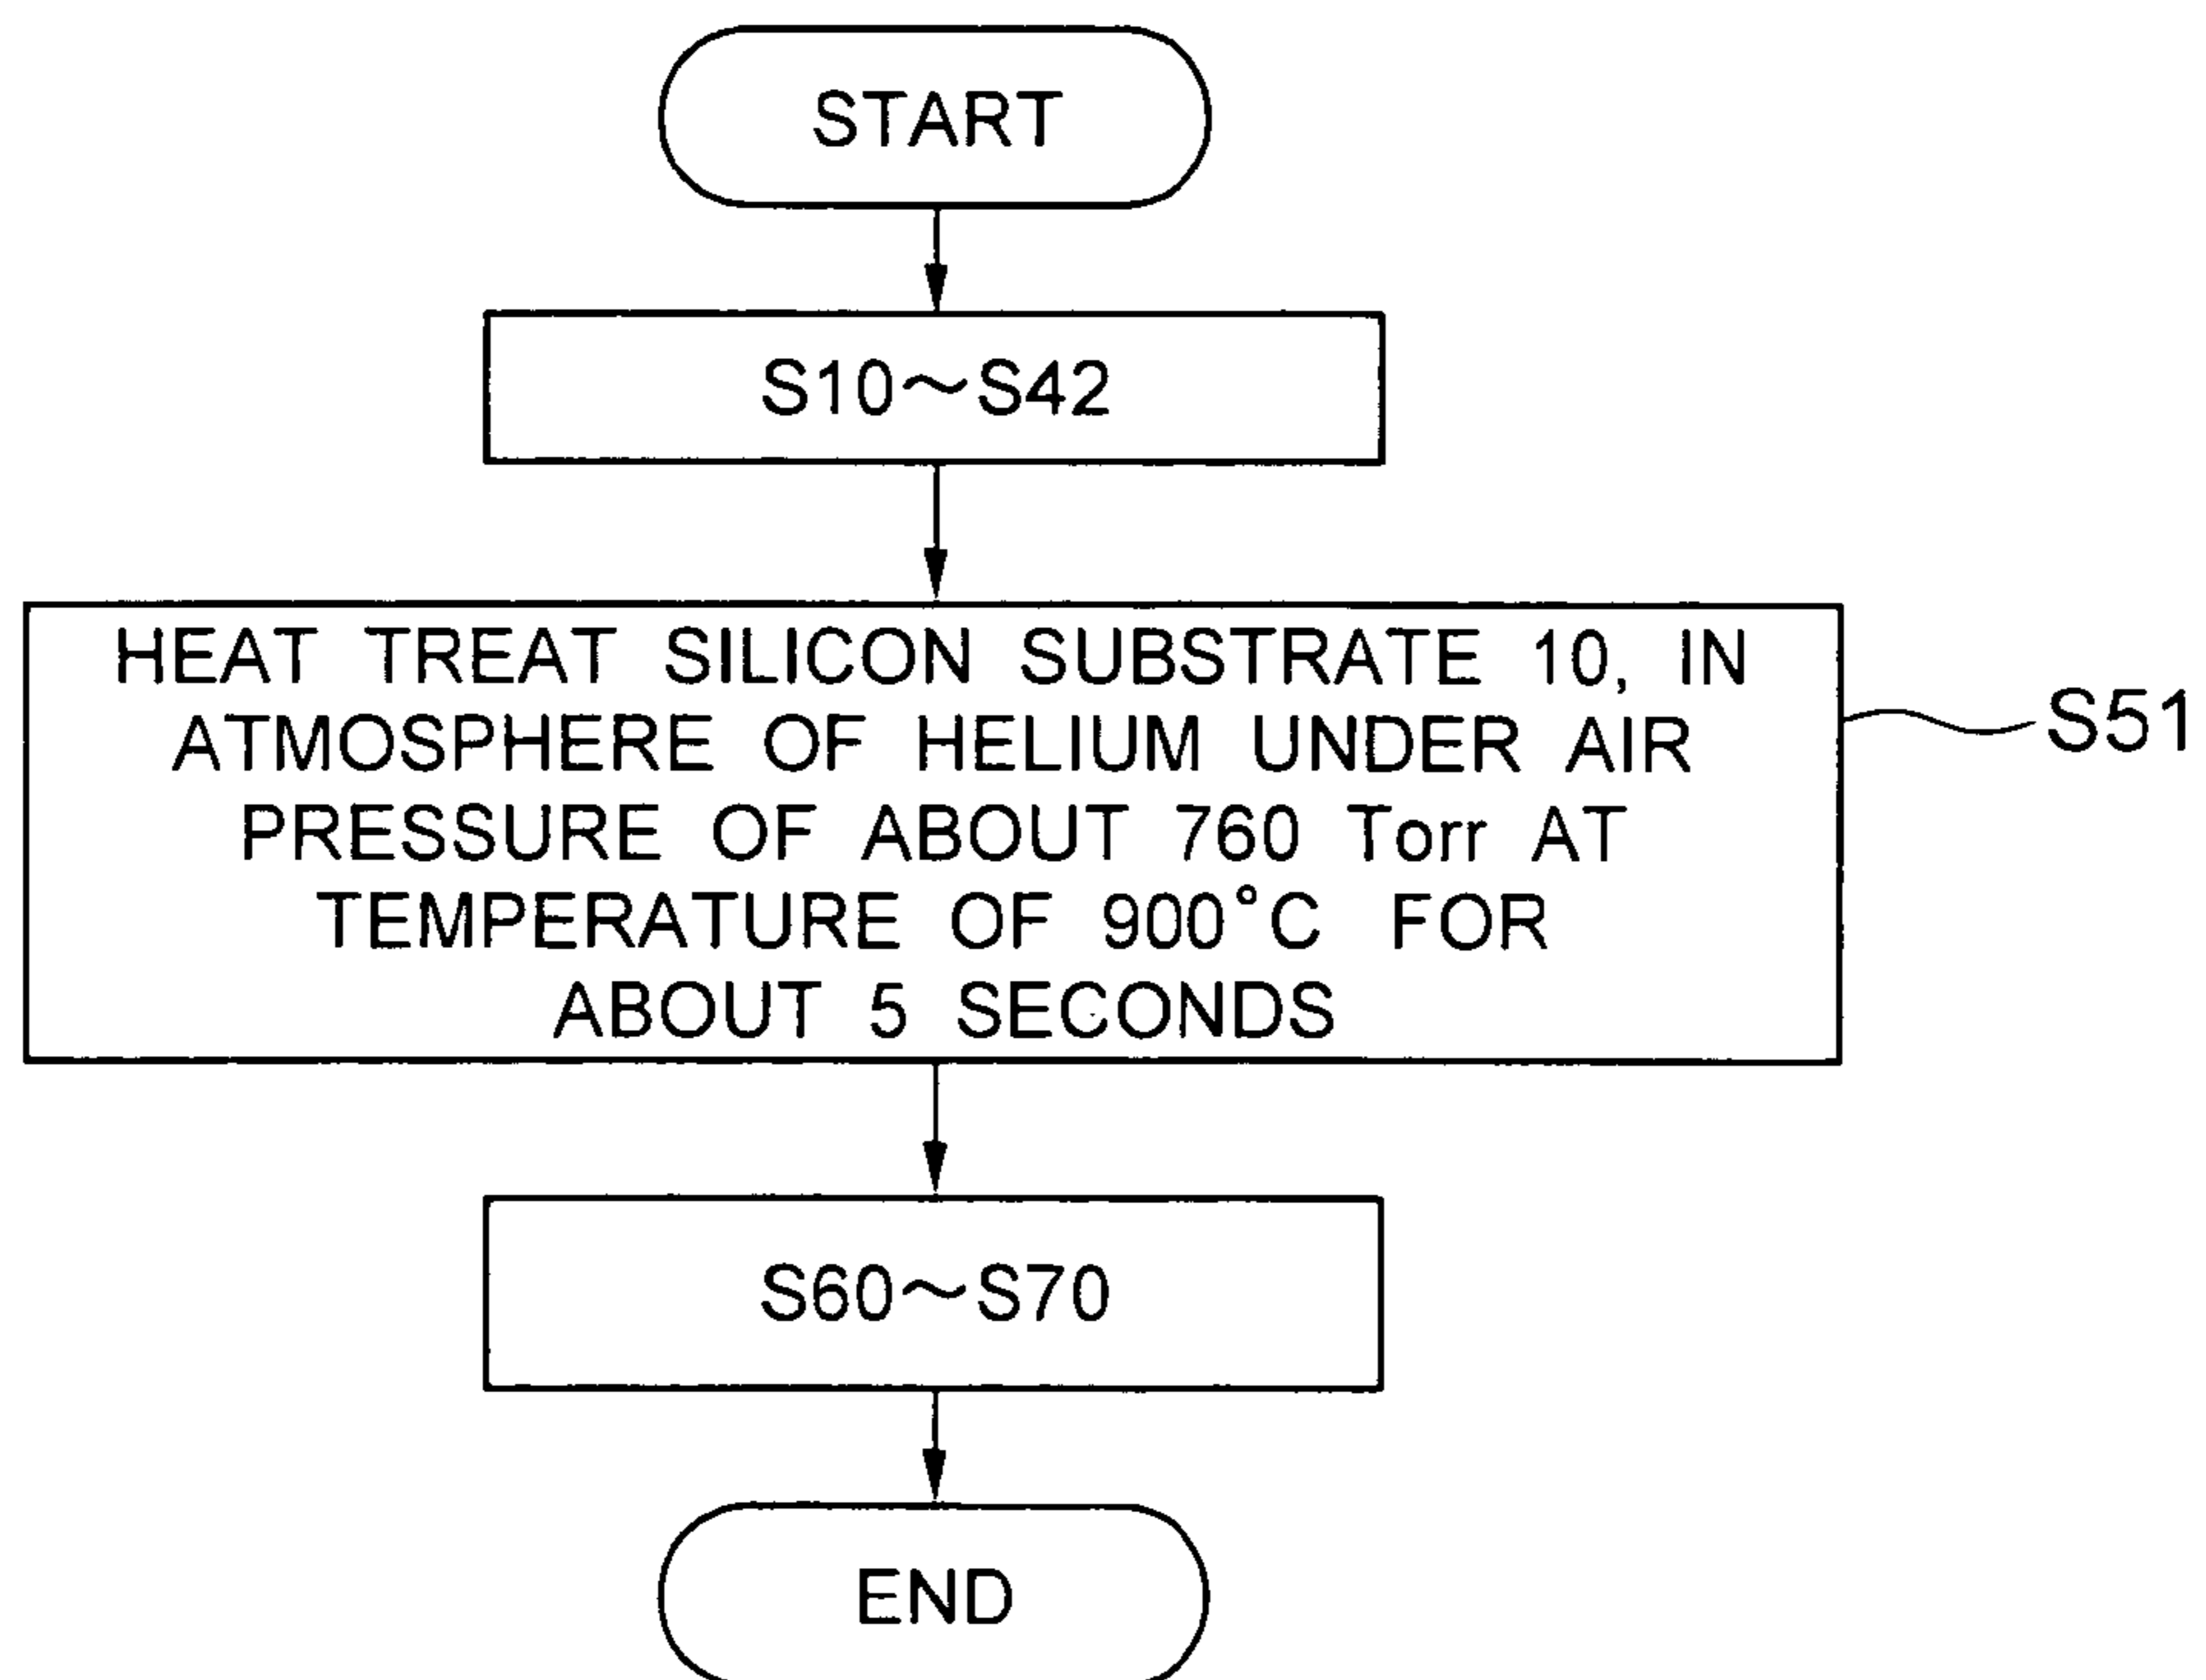 START
S10～S42
HEAT TREAT SILICON SUBSTRATE 10, IN
ATMOSPHERE OF HELIUM UNDER AIR
PRESSURE OF ABOUT 760 Torr AT
TEMPERATURE OF 900°C FOR
ABOUT 5 SECONDS
S51
S60～S70
END